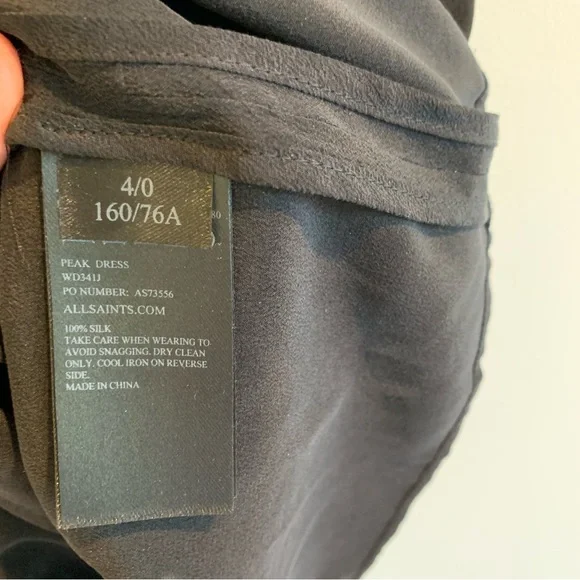 4/0
160/76A
80
PEAK DRESS
WD341J
PO NUMBER: AS73556
ALLSAINTS.COM
100% SILK
TAKE CARE WHEN WEARING TO
AVOID SNAGGING. DRY CLEAN
ONLY. COOL IRON ON REVERSE
SIDE.
MADE IN CHINA